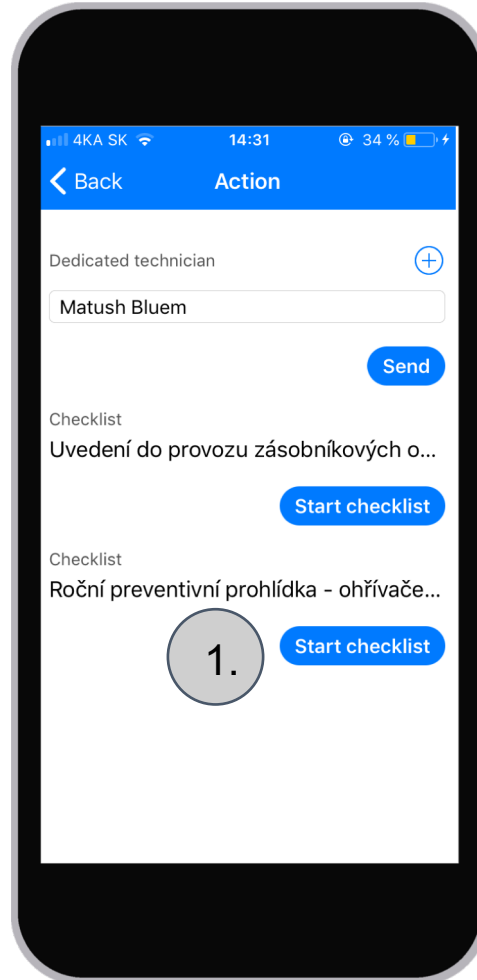 4KA SK 14:31 34 %
Back Action
Dedicated technician
Matush Bluem
Send
Checklist
Uvedení do provozu zásobníkových o...
Start checklist
Checklist
Roční preventivní prohlídka - ohřívače...
1. Start checklist